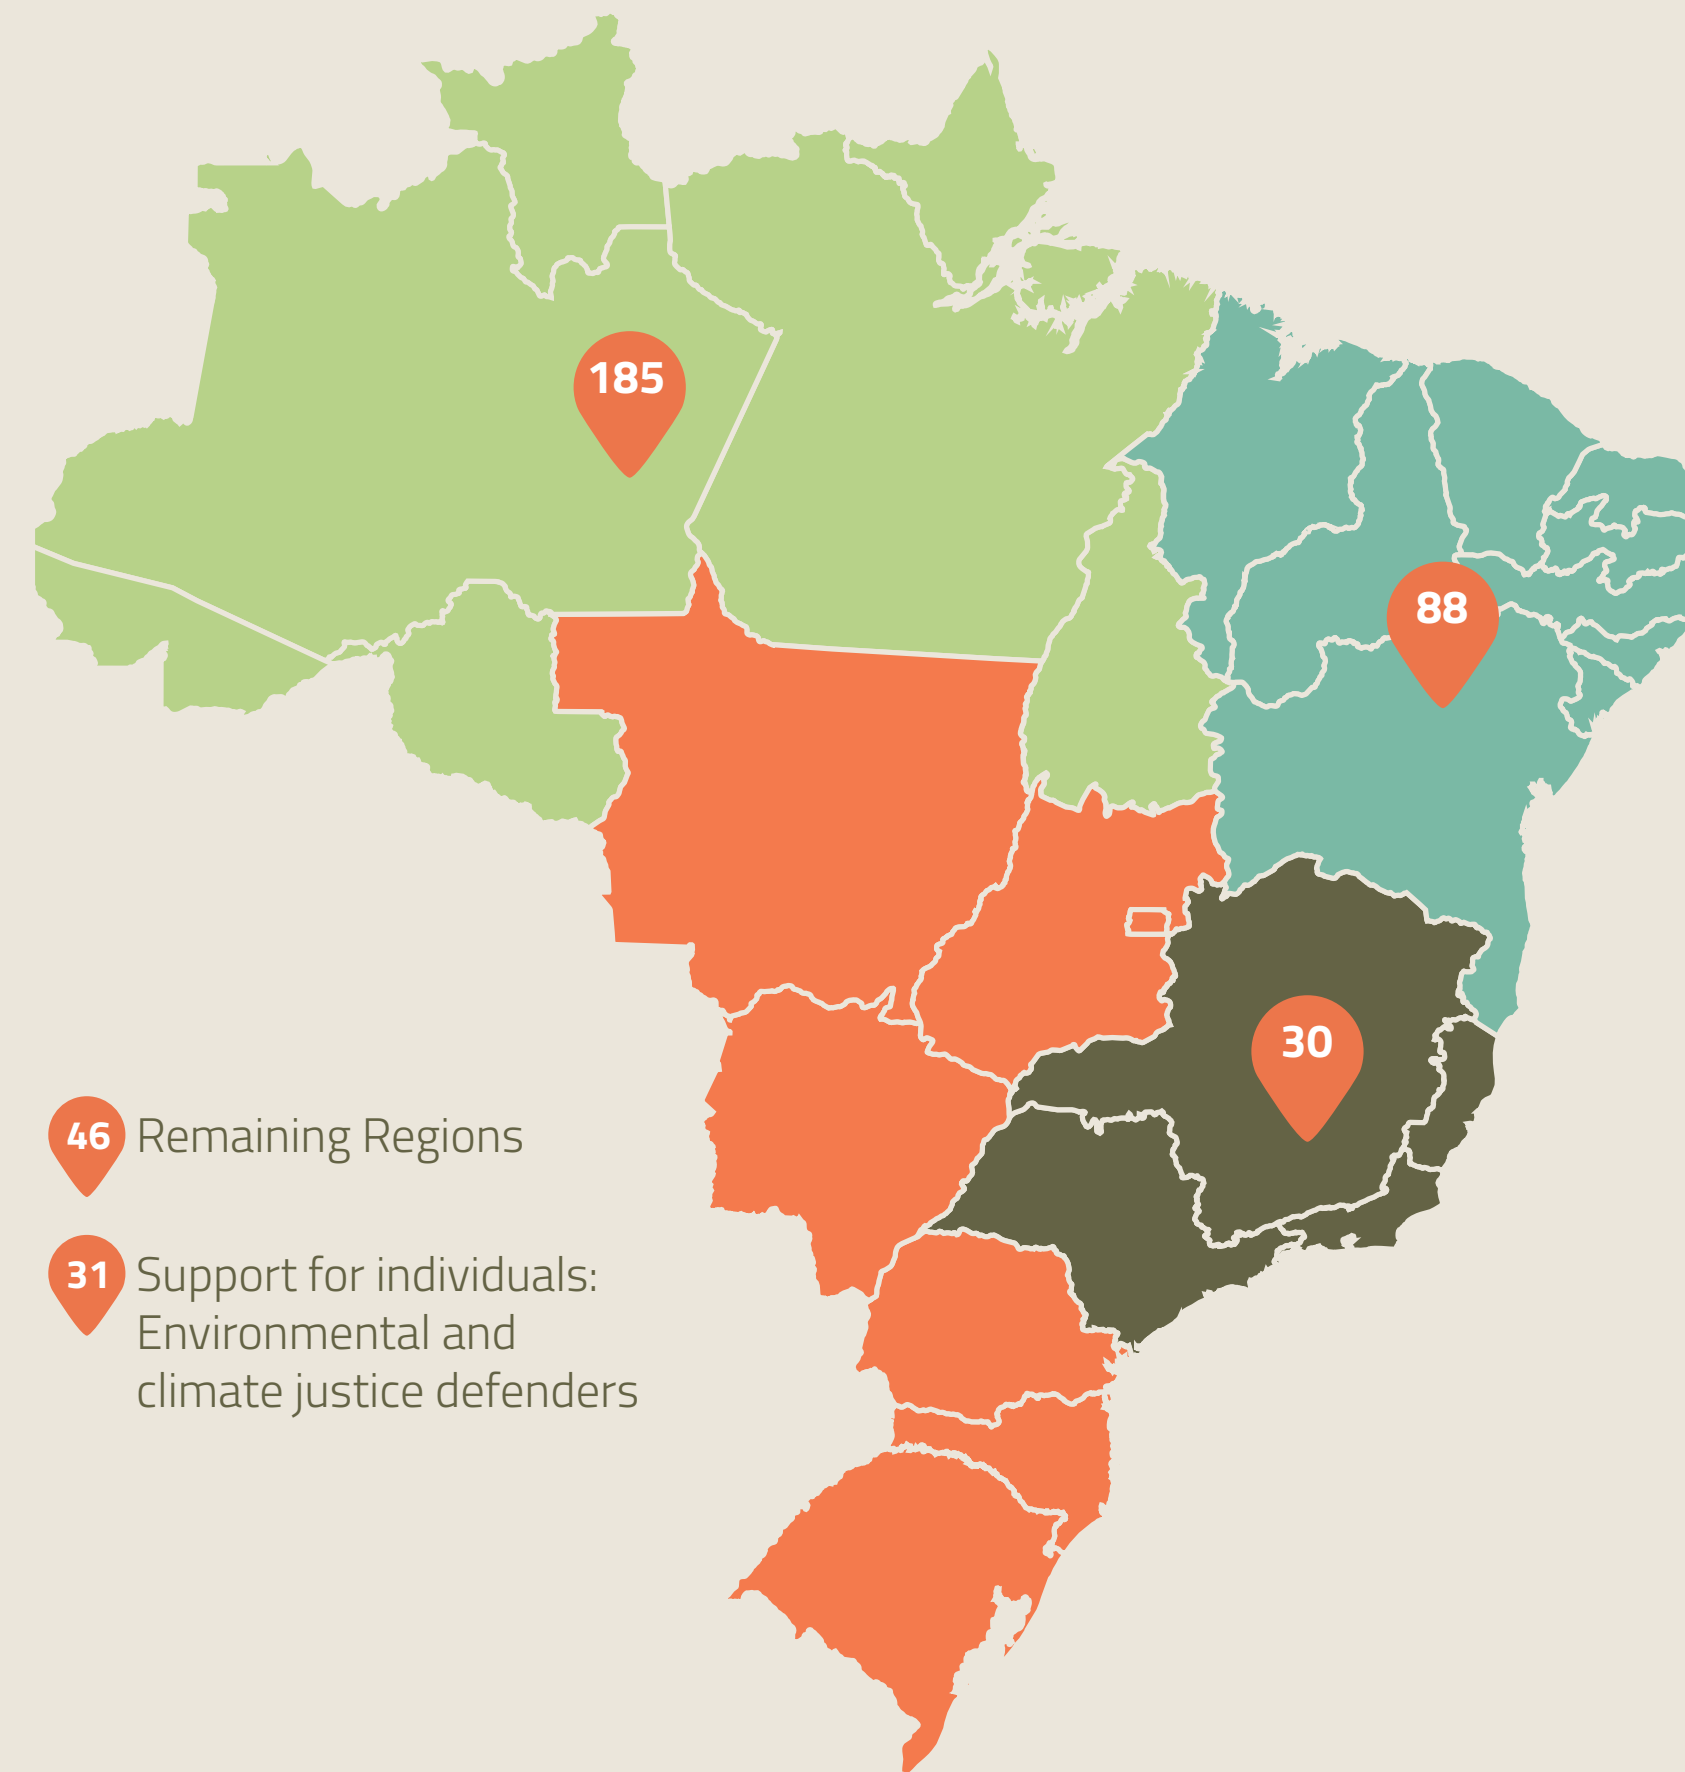 185
88
30
46 Remaining Regions
31 Support for individuals:
Environmental and
climate justice defenders